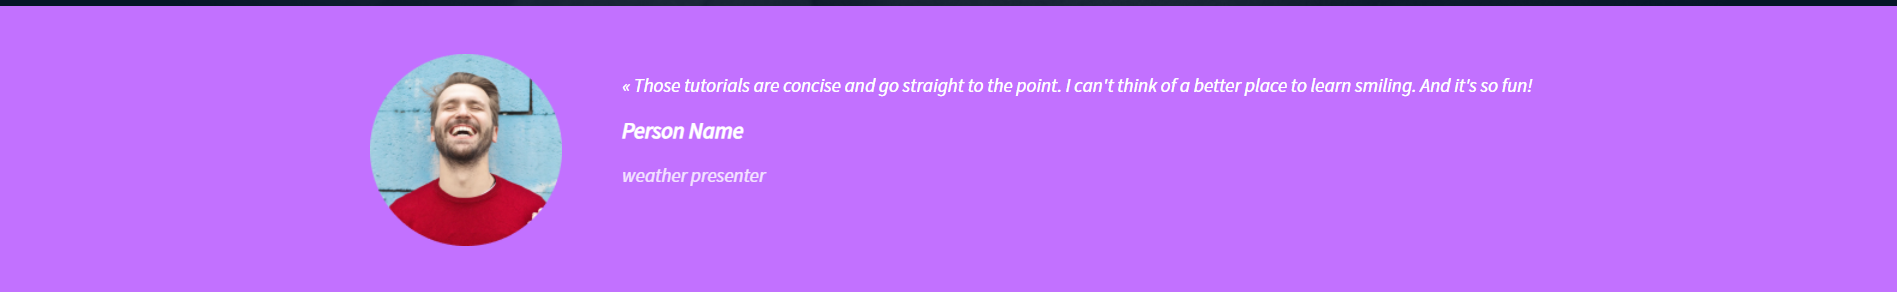 « Those tutorials are concise and go straight to the point. I can't think of a better place to learn smiling. And it's so fun!
Person Name
weather presenter